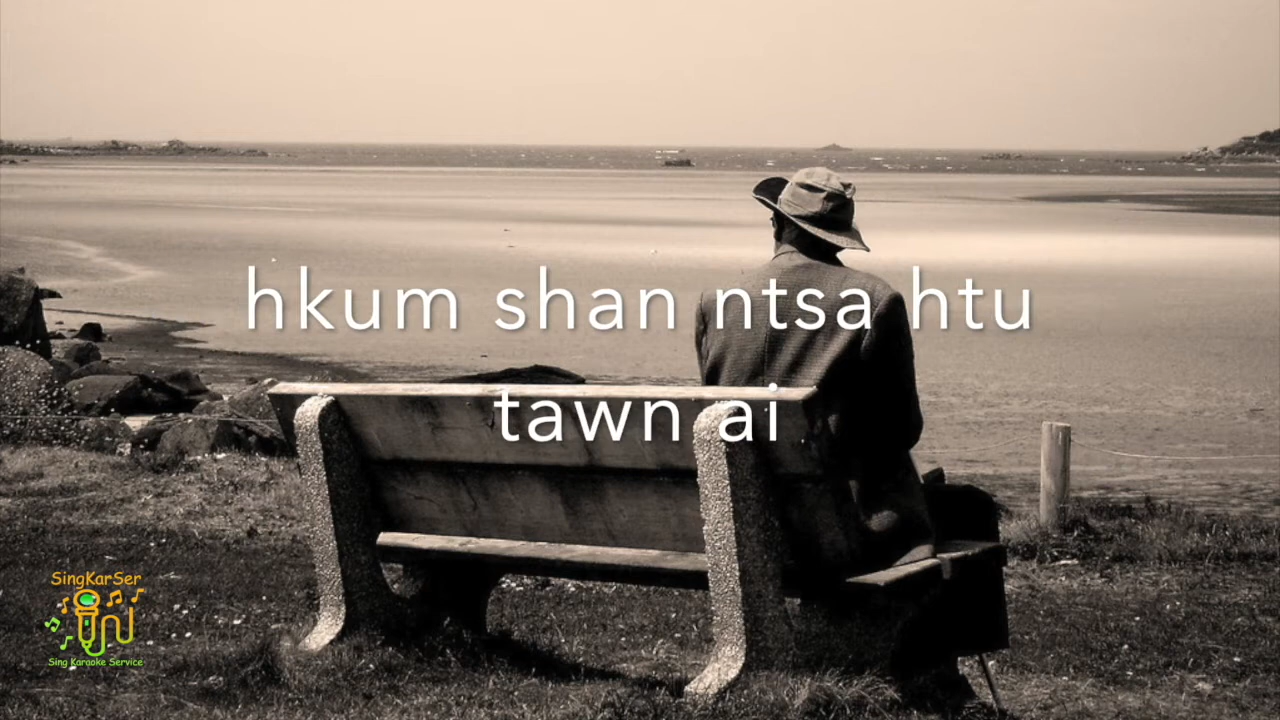 hkum shan ntsa htu
tawn ai
SingKarSer
Sing Karaoke Service